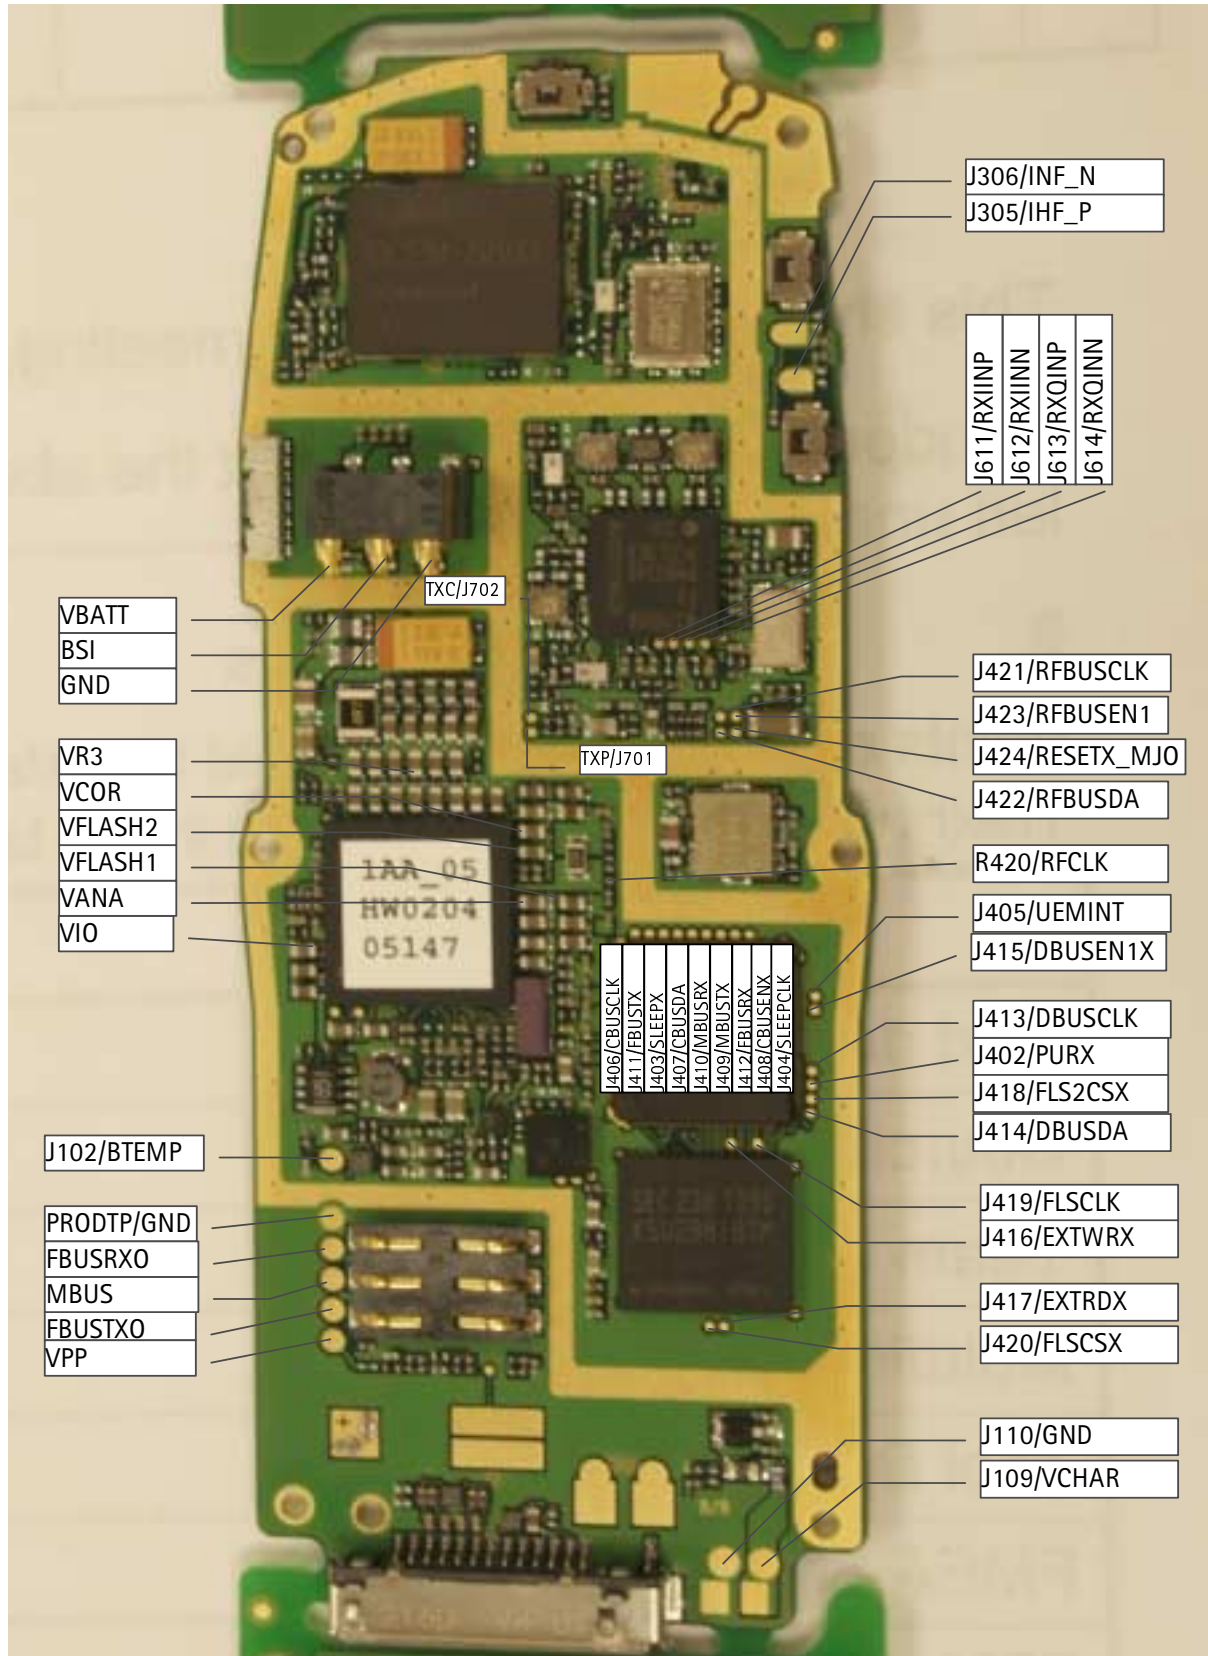 J306/INF_N
J305/IHF_P
J611/RXIINP
J612/RXIINN
J613/RXQINP
J614/RXQINN
TXC/J702
VBATT
BSI
GND
J421/RFBUSCLK
J423/RFBUSEN1
J424/RESETX_MJO
J422/RFBUSDA
TXP/J701
VR3
VCOR
VFLASH2
VFLASH1
VANA
VIO
1AA_05
HW0204
05147
R420/RFCLK
J405/UEMINT
J415/DBUSEN1X
J406/CBUSCLK
J411/FBUSTX
J403/SLEEPX
J407/CBUSDA
J410/MBUSRX
J409/MBUSTX
J412/FBUSRX
J408/CBUSENX
J404/SLEEPCLK
J413/DBUSCLK
J402/PURX
J418/FLS2CSX
J414/DBUSDA
J102/BTEMP
J419/FLSCLK
J416/EXTWRX
PRODTP/GND
FBUSRXO
MBUS
FBUSTXO
VPP
J417/EXTRDX
J420/FLSCSX
J110/GND
J109/VCHAR